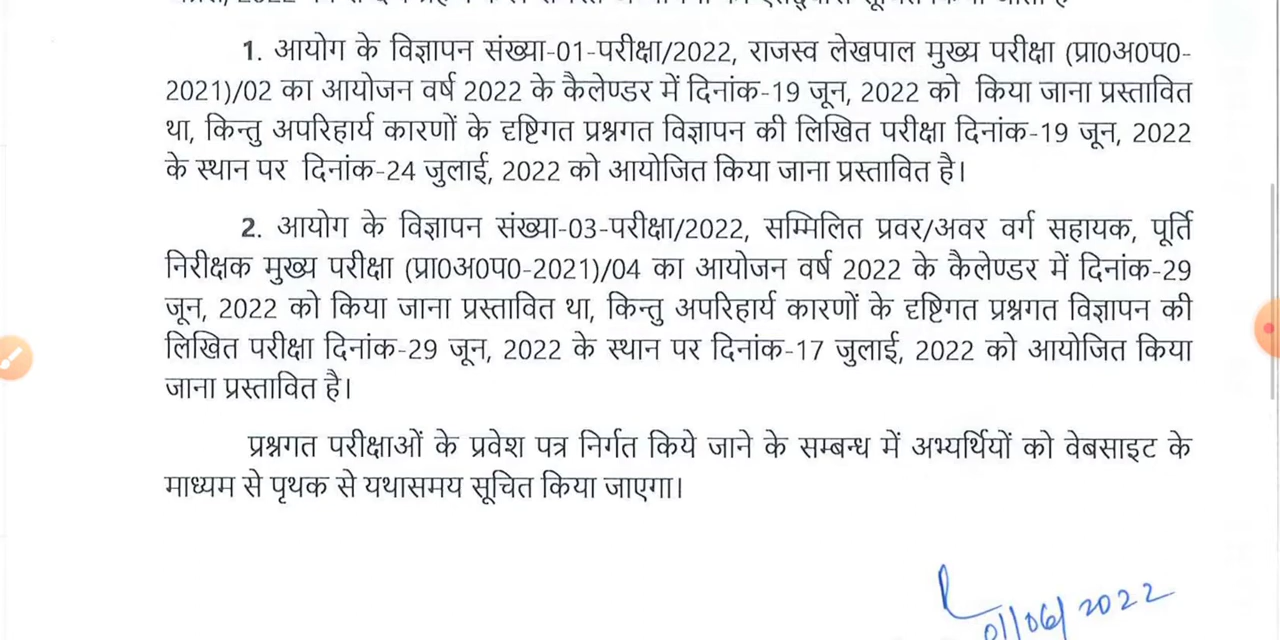 1. आयोग के विज्ञापन संख्या-01-परीक्षा/2022, राजस्व लेखपाल मुख्य परीक्षा (प्रा0अ0प0-
2021)/02 का आयोजन वर्ष 2022 के कैलेण्डर में दिनांक-19 जून, 2022 को किया जाना प्रस्तावित
था, किन्तु अपरिहार्य कारणों के दृष्टिगत प्रश्नगत विज्ञापन की लिखित परीक्षा दिनांक-19 जून, 2022
के स्थान पर दिनांक-24 जुलाई, 2022 को आयोजित किया जाना प्रस्तावित है।
2. आयोग के विज्ञापन संख्या-03-परीक्षा/2022, सम्मिलित प्रवर/अवर वर्ग सहायक, पूर्ति
निरीक्षक मुख्य परीक्षा (प्रा0अ0प0-2021)/04 का आयोजन वर्ष 2022 के कैलेण्डर में दिनांक-29
जून, 2022 को किया जाना प्रस्तावित था, किन्तु अपरिहार्य कारणों के दृष्टिगत प्रश्नगत विज्ञापन की
लिखित परीक्षा दिनांक-29 जून, 2022 के स्थान पर दिनांक-17 जुलाई, 2022 को आयोजित किया
जाना प्रस्तावित है।
प्रश्नगत परीक्षाओं के प्रवेश पत्र निर्गत किये जाने के सम्बन्ध में अभ्यर्थियों को वेबसाइट के
माध्यम से पृथक से यथासमय सूचित किया जाएगा।
01/06/2022